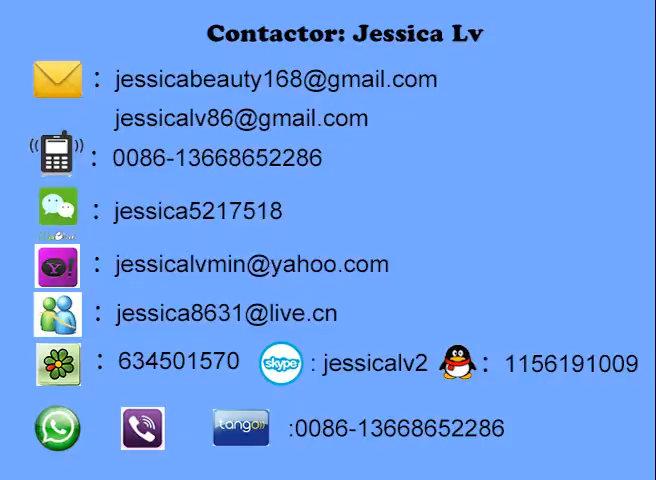 Contactor: Jessica Lv
: jessicabeauty168@gmail.com
jessicalv86@gmail.com
: 0086-13668652286
: jessica5217518
Y! : jessicalvmin@yahoo.com
: jessica8631@live.cn
: 634501570 skype : jessicalv2 : 1156191009
tango :0086-13668652286